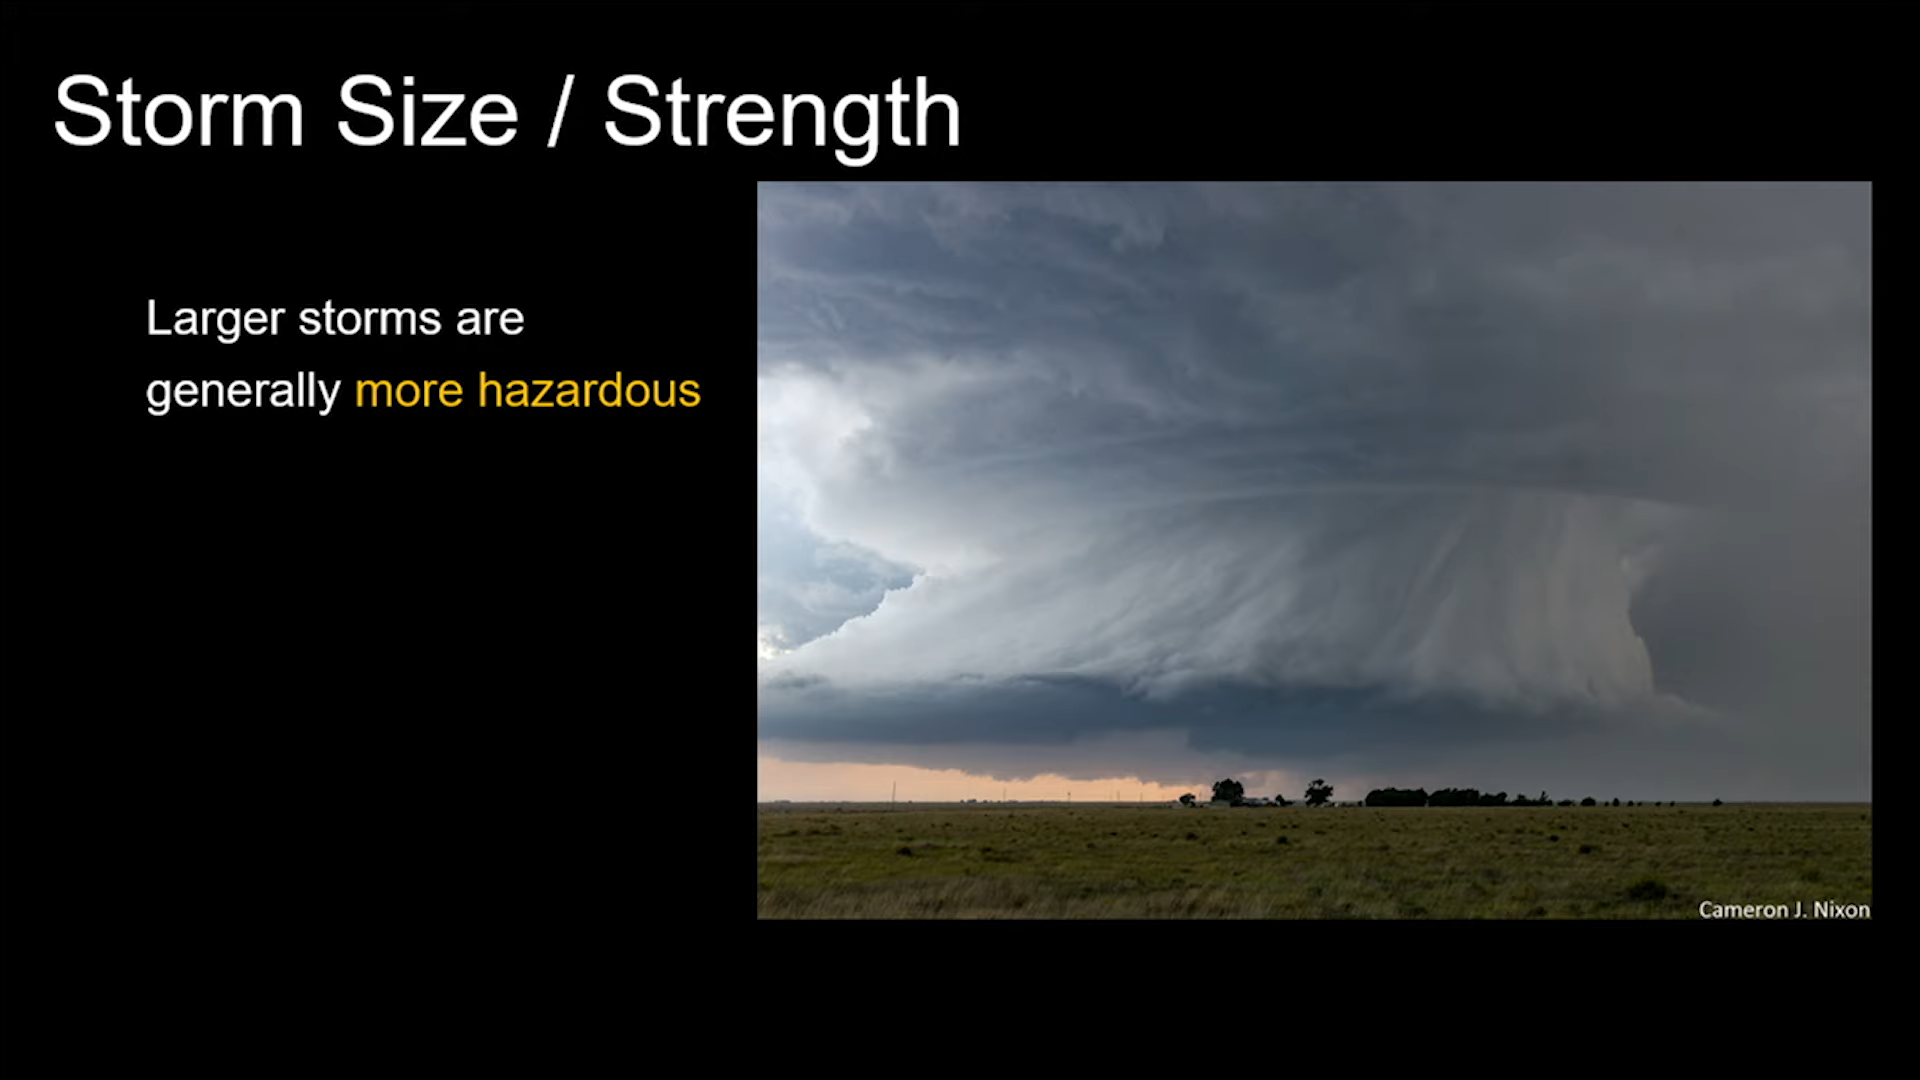 Storm Size / Strength
Larger storms are
generally more hazardous
Cameron J. Nixon